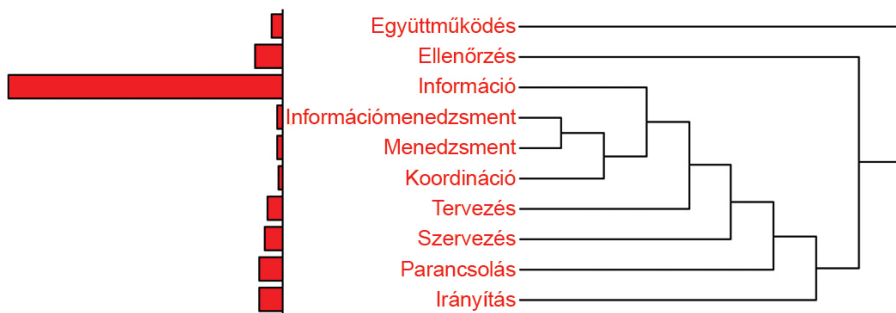 Együttműködés
Ellenőrzés
Információ
Információmenedzsment
Menedzsment
Koordináció
Tervezés
Szervezés
Parancsolás
Irányítás